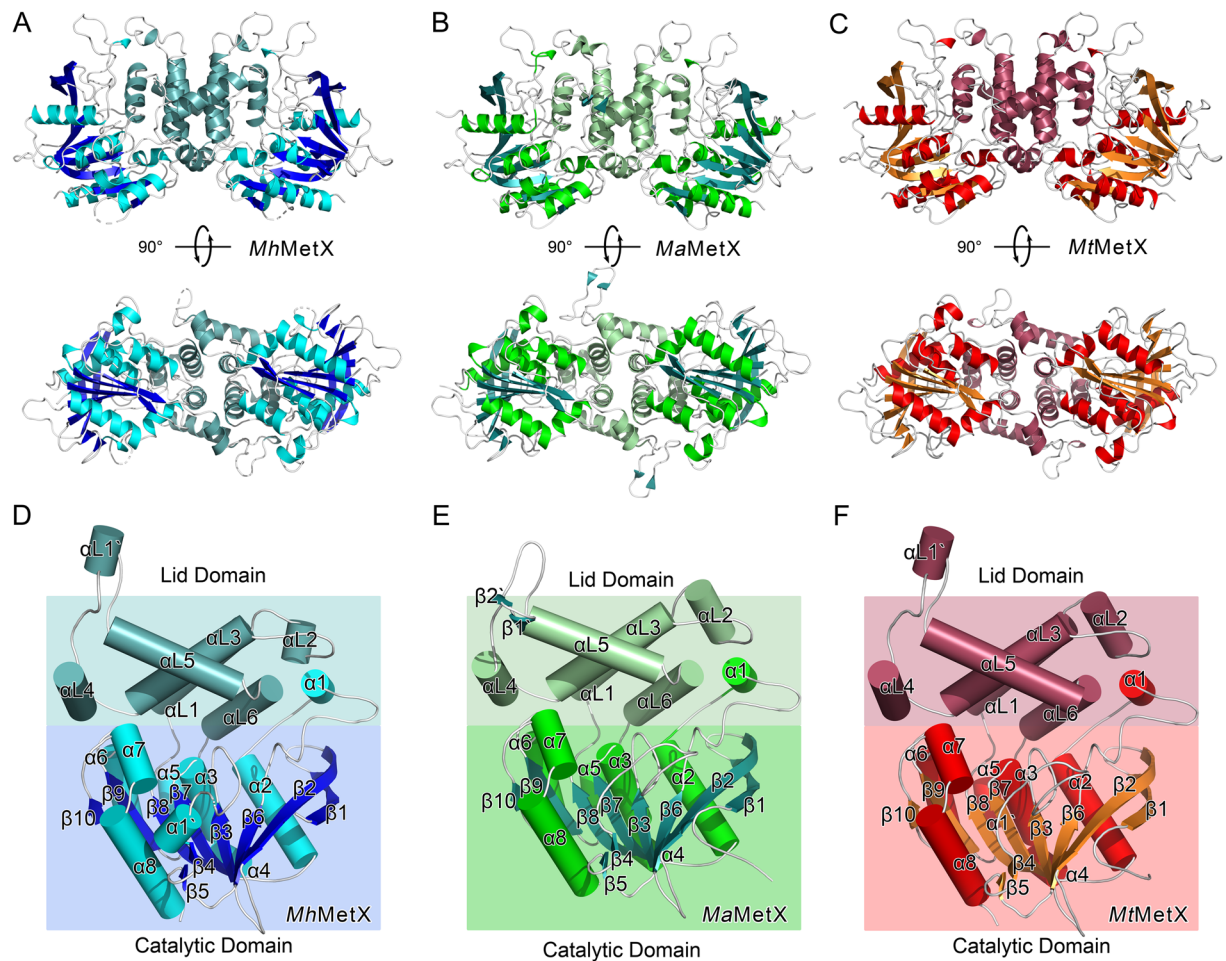 A
B
C
90°
MhMetX
90°
MaMetX
90°
MtMetX
D
E
F
αL1`
Lid Domain
αL3
αL2
αL5
αL4
αL1
αL6
α1
α6
α7
α5
α3
α2
β2
β1
β9
β7
β10
β8
β6
α1`
β3
α8
β4
α4
β5
MhMetX
Catalytic Domain
Lid Domain
β2`
β1`
αL3
αL2
αL5
αL4
αL1
αL6
α1
α6
α7
α5
α3
α2
β2
β1
β9
β7
β10
β8
β6
β3
α8
β4
α4
β5
MaMetX
Catalytic Domain
αL1`
Lid Domain
αL3
αL2
αL5
αL4
αL1
αL6
α1
α6
α7
α5
α3
α2
β2
β1
β9
β7
β10
β8
β6
α1`
β3
α8
β4
α4
β5
MtMetX
Catalytic Domain